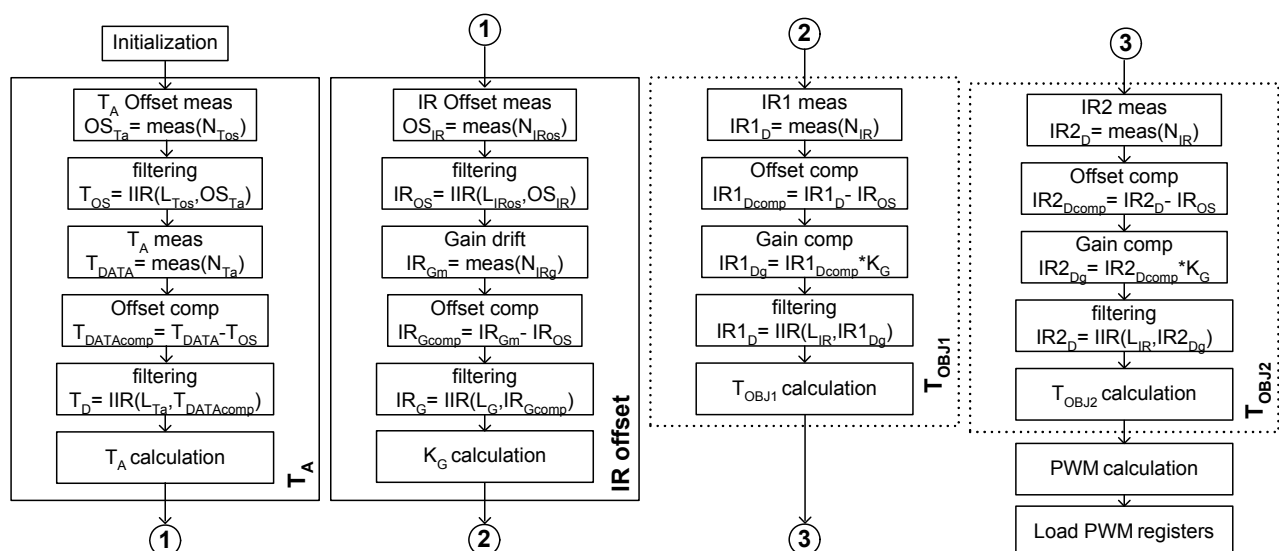 Initialization
T_A Offset meas
OS_Ta = meas(N_Tos)
filtering
T_OS = IIR(L_Tos,OS_Ta)
T_A meas
T_DATA= meas(N_Ta)
Offset comp
T_DATAcomp= T_DATA-T_OS
filtering
T_D= IIR(L_Ta,T_DATAcomp)
T_A calculation
T_A
1
1
IR Offset meas
OS_IR= meas(N_IRos)
filtering
IR_OS= IIR(L_IRos,OS_IR)
Gain drift
IR_Gm= meas(N_IRg)
Offset comp
IR_Gcomp= IR_Gm- IR_OS
filtering
IR_G= IIR(L_G,IR_Gcomp)
K_G calculation
IR offset
2
2
IR1 meas
IR1_D= meas(N_IR)
Offset comp
IR1_Dcomp= IR1_D- IR_OS
Gain comp
IR1_Dg= IR1_Dcomp*K_G
filtering
IR1_D= IIR(L_IR,IR1_Dg)
T_OBJ1 calculation
T_OBJ1
3
3
IR2 meas
IR2_D= meas(N_IR)
Offset comp
IR2_Dcomp= IR2_D- IR_OS
Gain comp
IR2_Dg= IR2_Dcomp*K_G
filtering
IR2_D= IIR(L_IR,IR2_Dg)
T_OBJ2 calculation
T_OBJ2
PWM calculation
Load PWM registers